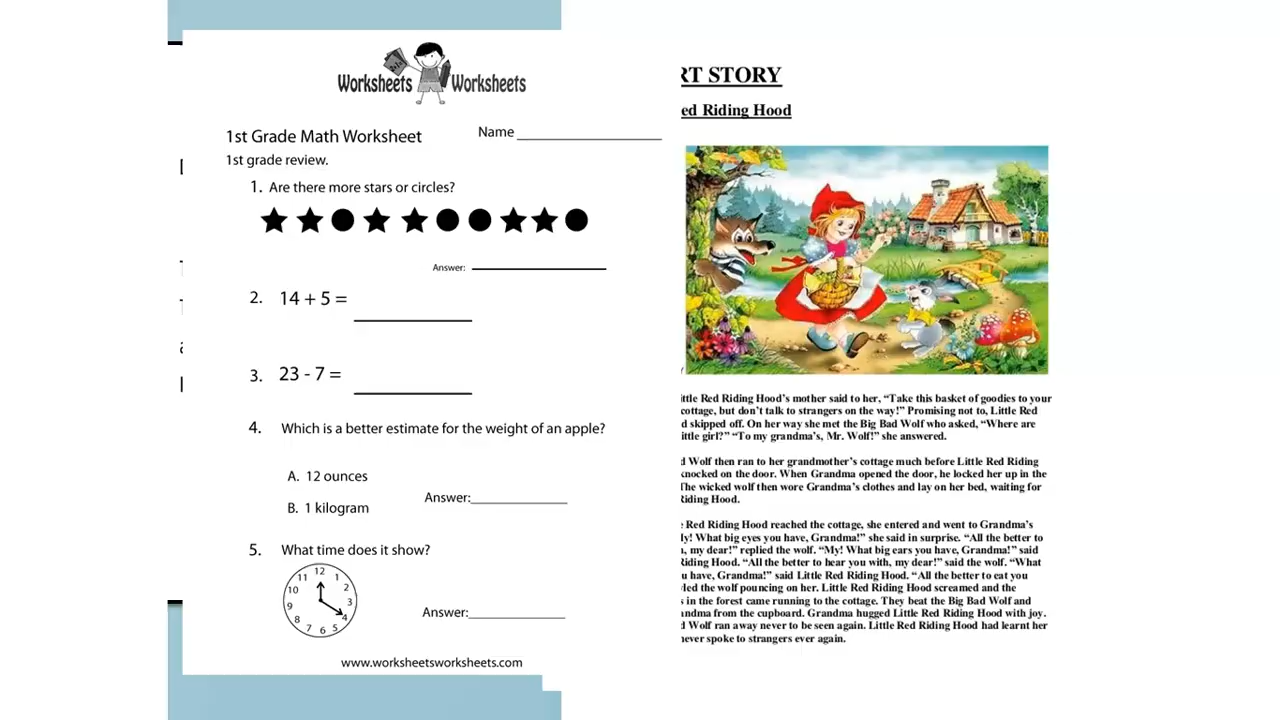 Worksheets Worksheets
1st Grade Math Worksheet
Name
1st grade review.
1. Are there more stars or circles?
Answer:
2. 14 + 5 =
3. 23 - 7 =
4. Which is a better estimate for the weight of an apple?
A. 12 ounces
B. 1 kilogram
Answer:
5. What time does it show?
12
11 1
10 2
9 3
8 4
7 6 5
Answer:
www.worksheetsworksheets.com
RT STORY
ed Riding Hood
ittle Red Riding Hood's mother said to her, “Take this basket of goodies to your
cottage, but don't talk to strangers on the way!” Promising not to, Little Red
d skipped off. On her way she met the Big Bad Wolf who asked, “Where are
ittle girl?” “To my grandma's, Mr. Wolf!” she answered.
d Wolf then ran to her grandmother's cottage much before Little Red Riding
knocked on the door. When Grandma opened the door, he locked her up in the
The wicked wolf then wore Grandma's clothes and lay on her bed, waiting for
Riding Hood.
e Red Riding Hood reached the cottage, she entered and went to Grandma's
y! What big eyes you have, Grandma!” she said in surprise. “All the better to
, my dear!” replied the wolf. “My! What big ears you have, Grandma!” said
Riding Hood. “All the better to hear you with, my dear!” said the wolf. “What
u have, Grandma!” said Little Red Riding Hood. “All the better to eat you
led the wolf pouncing on her. Little Red Riding Hood screamed and the
s in the forest came running to the cottage. They beat the Big Bad Wolf and
andma from the cupboard. Grandma hugged Little Red Riding Hood with joy.
d Wolf ran away never to be seen again. Little Red Riding Hood had learnt her
never spoke to strangers ever again.